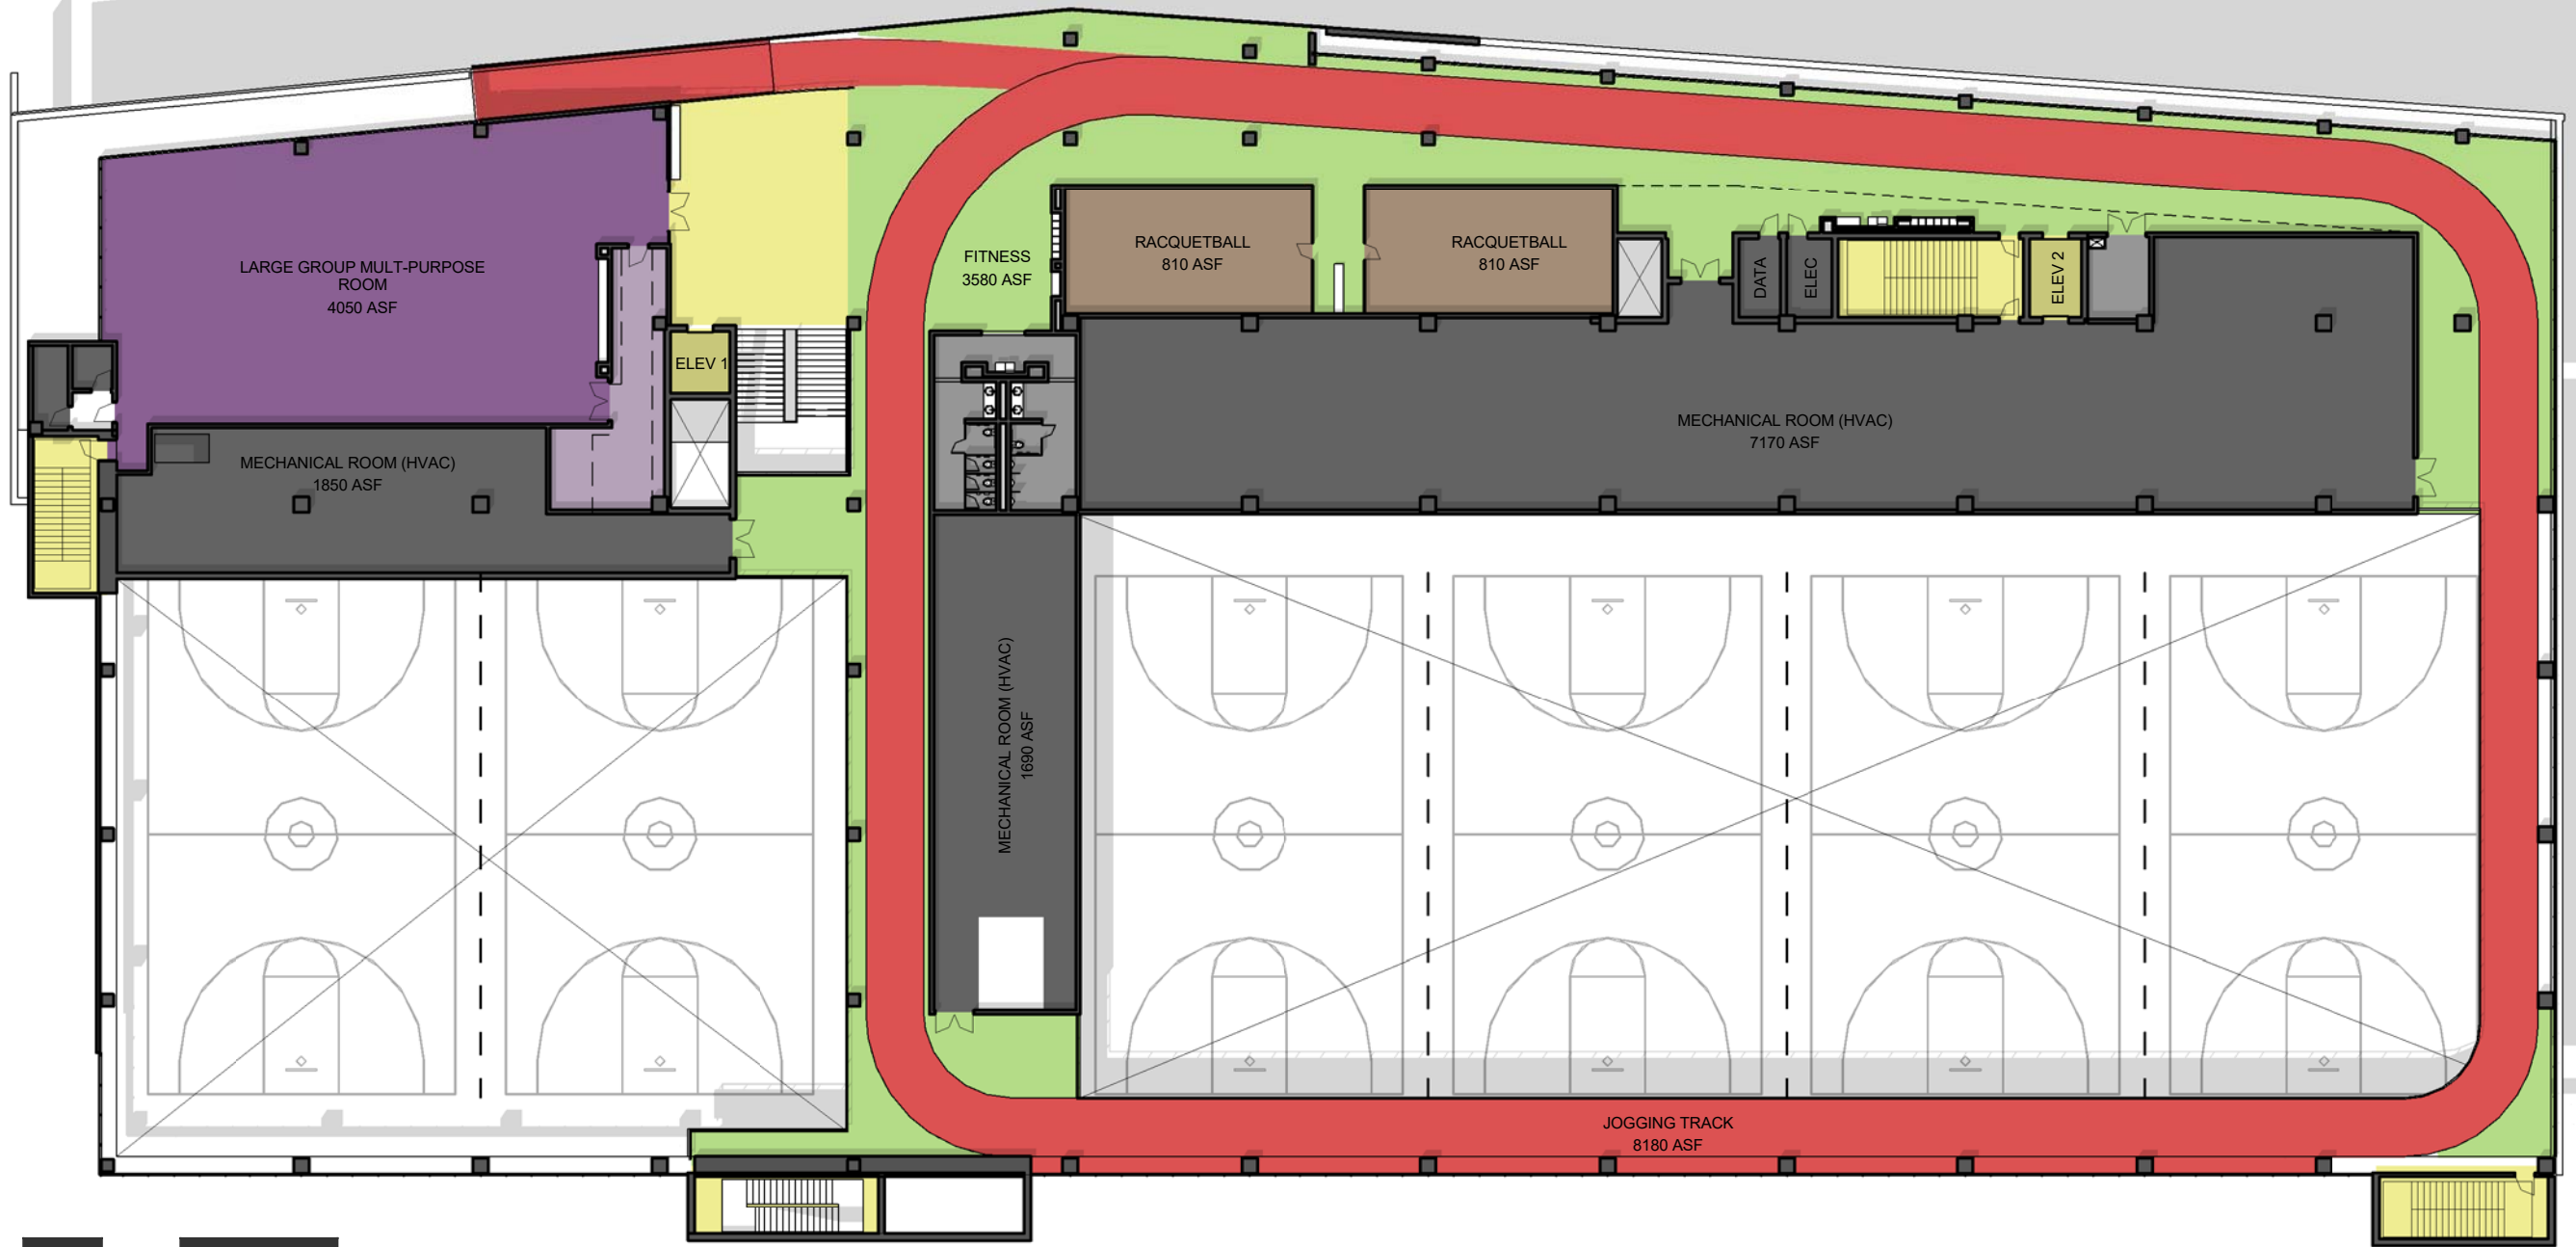 LARGE GROUP MULT-PURPOSE
ROOM
4050 ASF
FITNESS
3580 ASF
RACQUETBALL
810 ASF
RACQUETBALL
810 ASF
DATA
ELEC
ELEV 2
ELEV 1
MECHANICAL ROOM (HVAC)
1850 ASF
MECHANICAL ROOM (HVAC)
7170 ASF
MECHANICAL ROOM (HVAC)
1690 ASF
JOGGING TRACK
8180 ASF